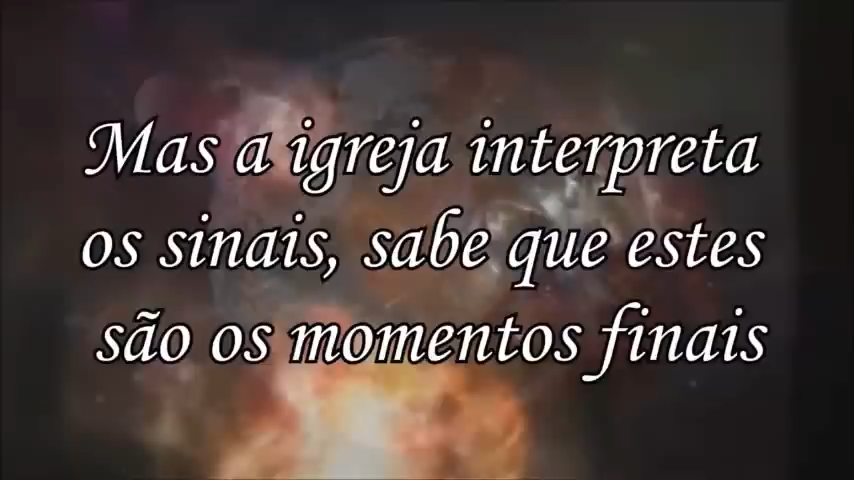 Mas a igreja interpreta
os sinais, sabe que estes
são os momentos finais